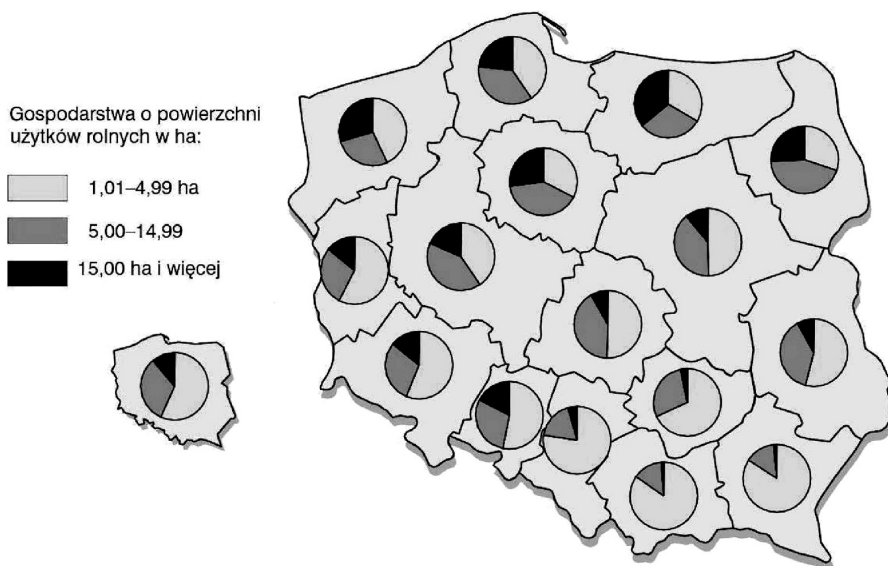 Gospodarstwa o powierzchni
użytków rolnych w ha:
1,01–4,99 ha
5,00–14,99
15,00 ha i więcej